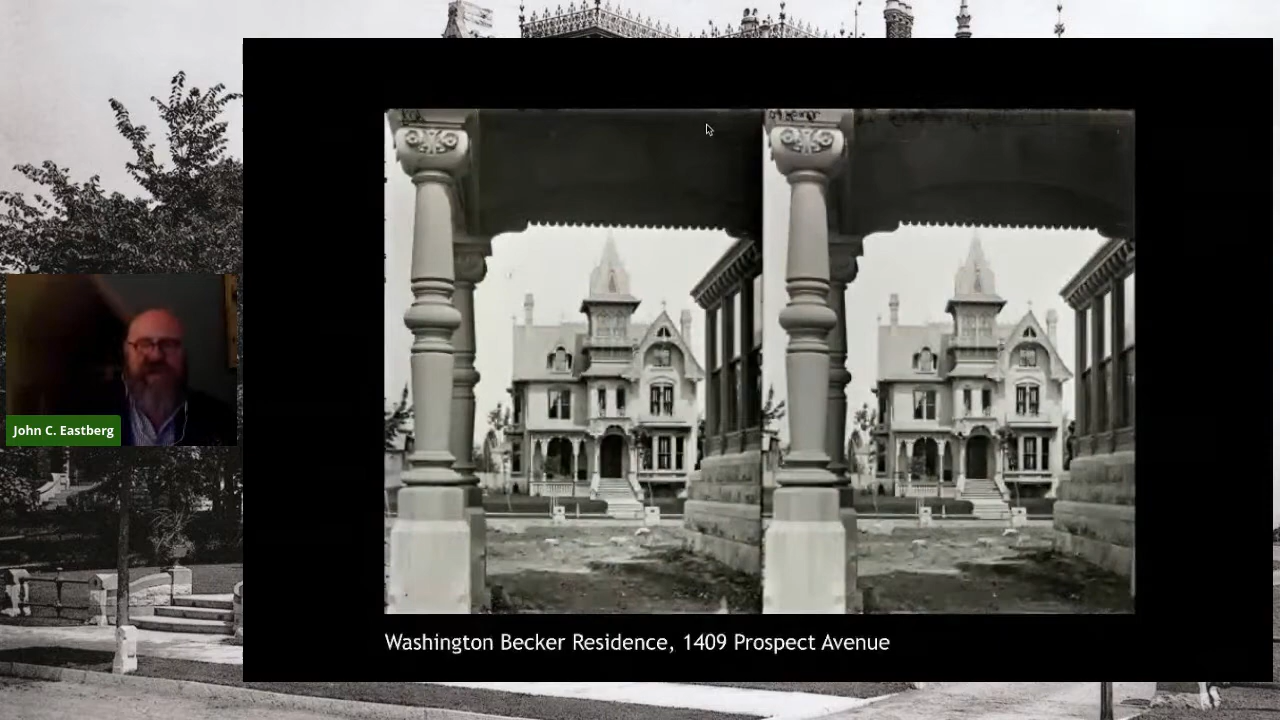 John C. Eastberg
Washington Becker Residence, 1409 Prospect Avenue